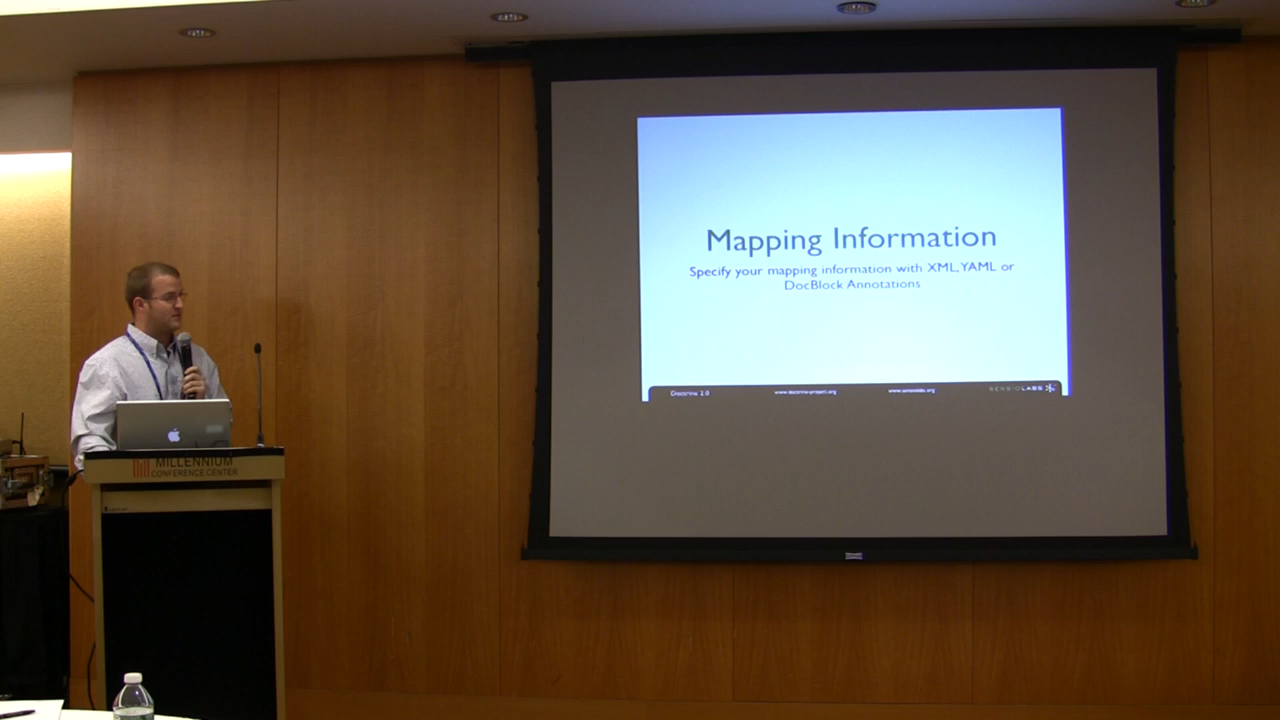 Mapping Information
Specify your mapping information with XML, YAML or
DocBlock Annotations
Doctrine 2.0
www.doctrine-project.org
www.sensiolabs.org
SENSIOLABS
MILLENNIUM
CONFERENCE CENTER